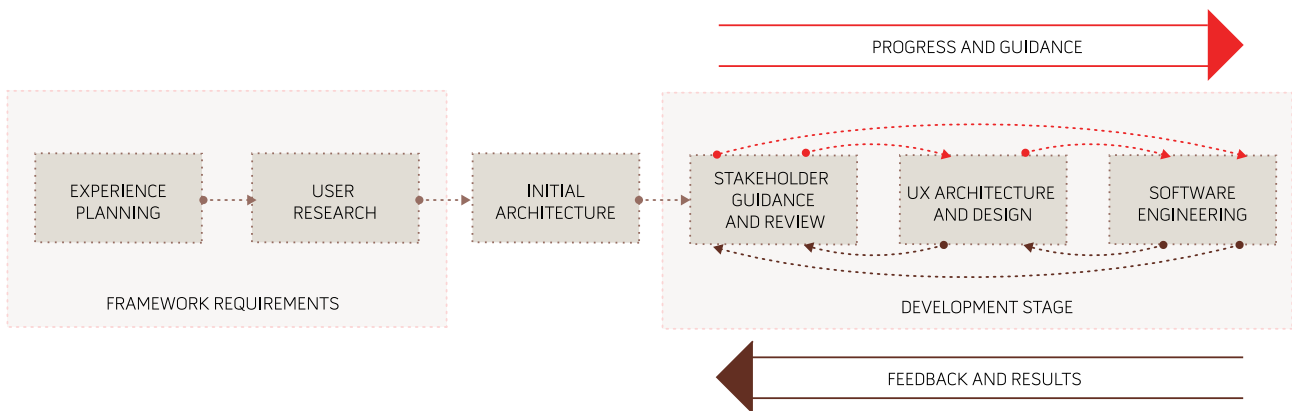 PROGRESS AND GUIDANCE
EXPERIENCE
PLANNING
USER
RESEARCH
INITIAL
ARCHITECTURE
STAKEHOLDER
GUIDANCE
AND REVIEW
UX ARCHITECTURE
AND DESIGN
SOFTWARE
ENGINEERING
FRAMEWORK REQUIREMENTS
DEVELOPMENT STAGE
FEEDBACK AND RESULTS